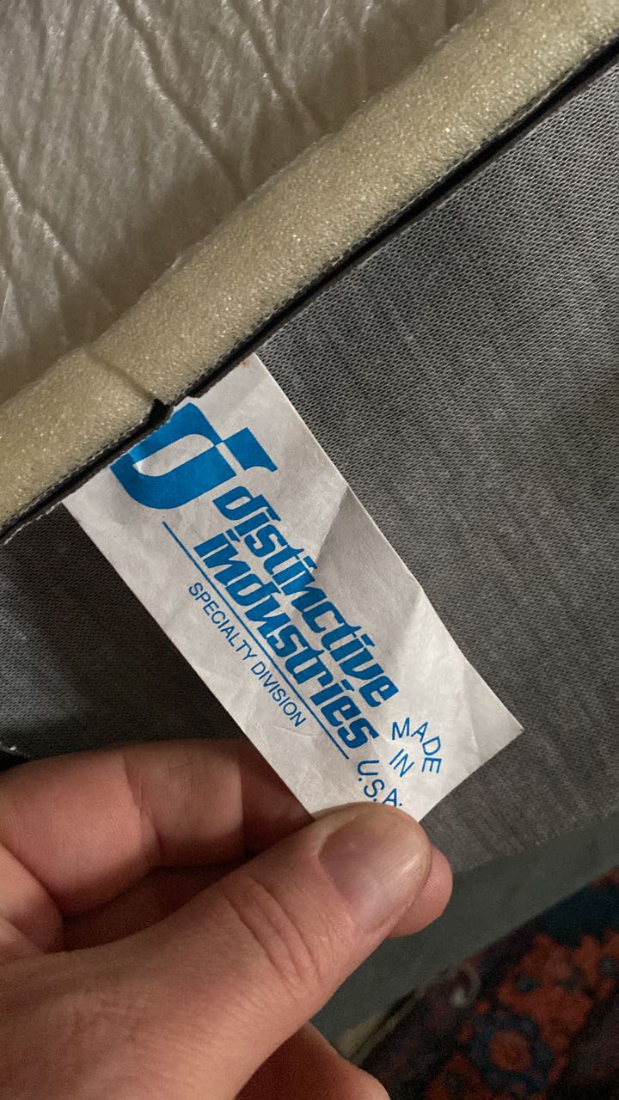 distinctive
industries
SPECIALTY DIVISION
MADE
IN
U.S.A.